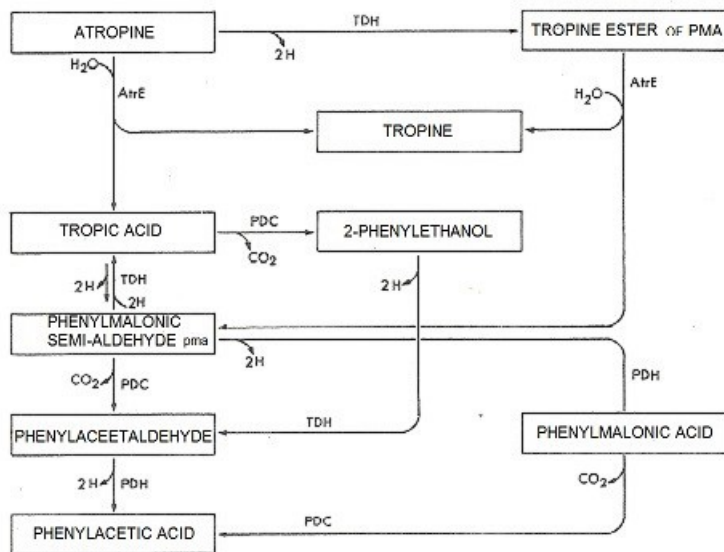 TDH
ATROPINE
TROPINE ESTER OF PMA
2H
H₂O
AtrE
AtrE
H₂O
TROPINE
PDC
TROPIC ACID
2-PHENYLETHANOL
CO₂
2H
TDH
2H
2H
PHENYLMALONIC
SEMI-ALDEHYDE pma
2H
CO₂
PDC
PDH
TDH
PHENYLACEETALDEHYDE
PHENYLMALONIC ACID
2H
PDH
CO₂
PDC
PHENYLACETIC ACID